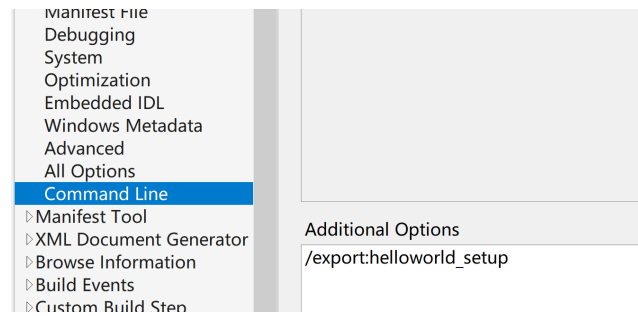 Manifest File
Debugging
System
Optimization
Embedded IDL
Windows Metadata
Advanced
All Options
Command Line
Manifest Tool
XML Document Generator
Browse Information
Build Events
Custom Build Step
Additional Options
/export:helloworld_setup